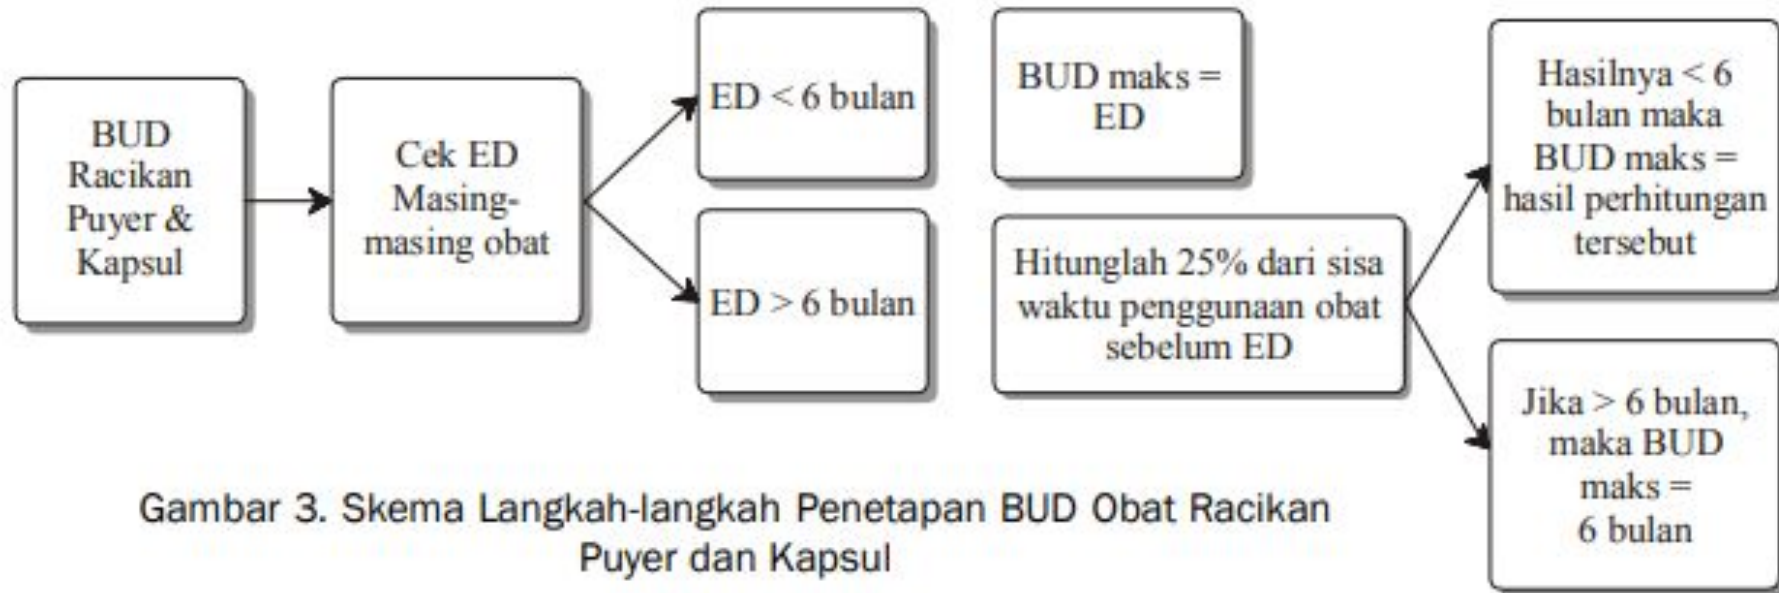 BUD
Racikan
Puyer &
Kapsul
Cek ED
Masing-
masing obat
ED < 6 bulan
BUD maks =
ED
ED > 6 bulan
Hitunglah 25% dari sisa
waktu penggunaan obat
sebelum ED
Hasilnya < 6
bulan maka
BUD maks =
hasil perhitungan
tersebut
Jika > 6 bulan,
maka BUD
maks =
6 bulan
Gambar 3. Skema Langkah-langkah Penetapan BUD Obat Racikan
Puyer dan Kapsul